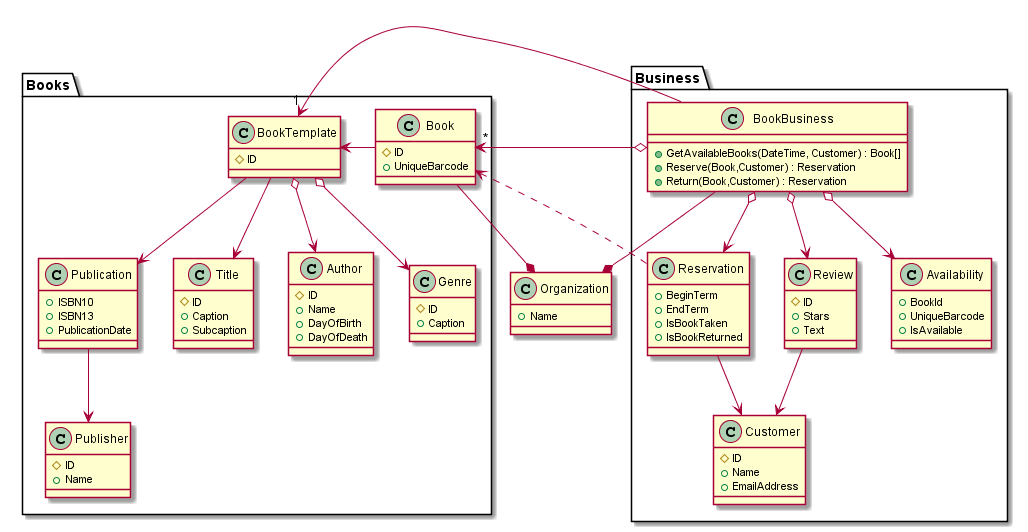 Books
1
C BookTemplate
ID
C Book
ID
UniqueBarcode
*
C Publication
ISBN10
ISBN13
PublicationDate
C Title
ID
Caption
Subcaption
C Author
ID
Name
DayOfBirth
DayOfDeath
C Genre
ID
Caption
C Publisher
ID
Name
C Organization
Name
Business
C BookBusiness
GetAvailableBooks(DateTime, Customer) : Book[]
Reserve(Book,Customer) : Reservation
Return(Book,Customer) : Reservation
C Reservation
BeginTerm
EndTerm
IsBookTaken
IsBookReturned
C Review
ID
Stars
Text
C Availability
BookId
UniqueBarcode
IsAvailable
C Customer
ID
Name
EmailAddress